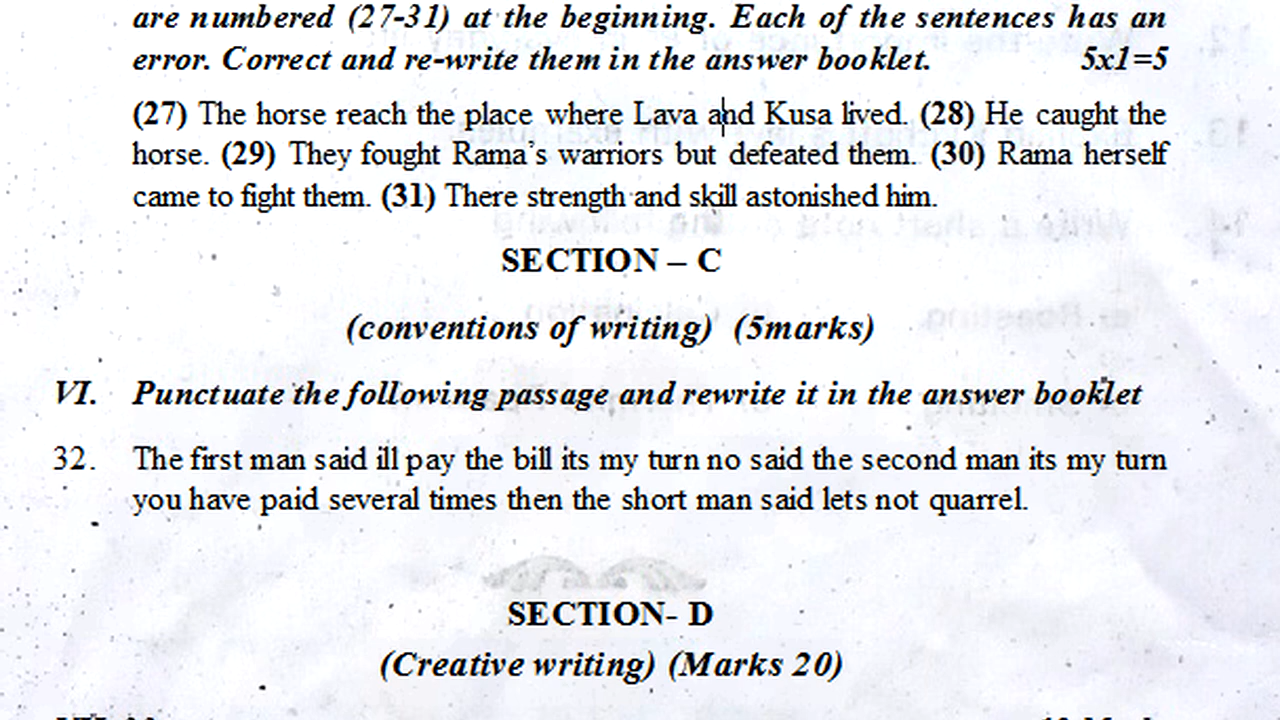 are numbered (27-31) at the beginning. Each of the sentences has an
error. Correct and re-write them in the answer booklet. 5x1=5
(27) The horse reach the place where Lava and Kusa lived. (28) He caught the
horse. (29) They fought Rama's warriors but defeated them. (30) Rama herself
came to fight them. (31) There strength and skill astonished him.
SECTION – C
(conventions of writing) (5marks)
VI. Punctuate the following passage and rewrite it in the answer booklet
32. The first man said ill pay the bill its my turn no said the second man its my turn
you have paid several times then the short man said lets not quarrel.
SECTION- D
(Creative writing) (Marks 20)